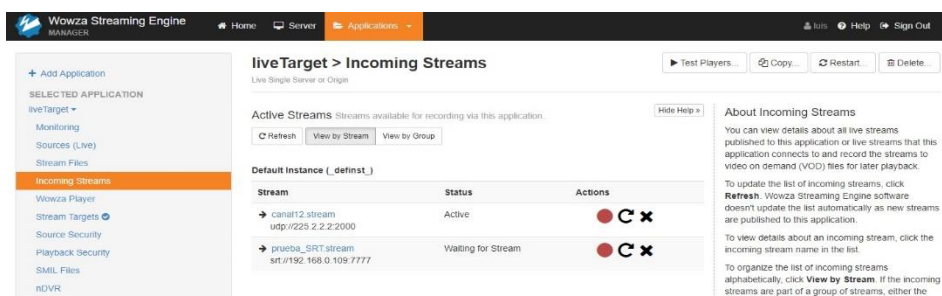 Wowza Streaming Engine
MANAGER
Home
Server
Applications
luis
Help
Sign Out
+ Add Application
SELECTED APPLICATION
liveTarget
Monitoring
Sources (Live)
Stream Files
Incoming Streams
Wowza Player
Stream Targets
Source Security
Playback Security
SMIL Files
nDVR
liveTarget > Incoming Streams
Live Single Server or Origin
Test Players...
Copy...
Restart...
Delete...
Active Streams Streams available for recording via this application.
Hide Help »
Refresh
View by Stream
View by Group
Default Instance (_definst_)
Stream Status Actions
canal12.stream Active
udp://225.2.2.2:2000
prueba_SRT.stream Waiting for Stream
srt://192.168.0.109:7777
About Incoming Streams
You can view details about all live streams
published to this application or live streams that this
application connects to and record the streams to
video on demand (VOD) files for later playback.
To update the list of incoming streams, click
Refresh. Wowza Streaming Engine software
doesn't update the list automatically as new streams
are published to this application.
To view details about an incoming stream, click the
incoming stream name in the list.
To organize the list of incoming streams
alphabetically, click View by Stream. If the incoming
streams are part of a group of streams, either the